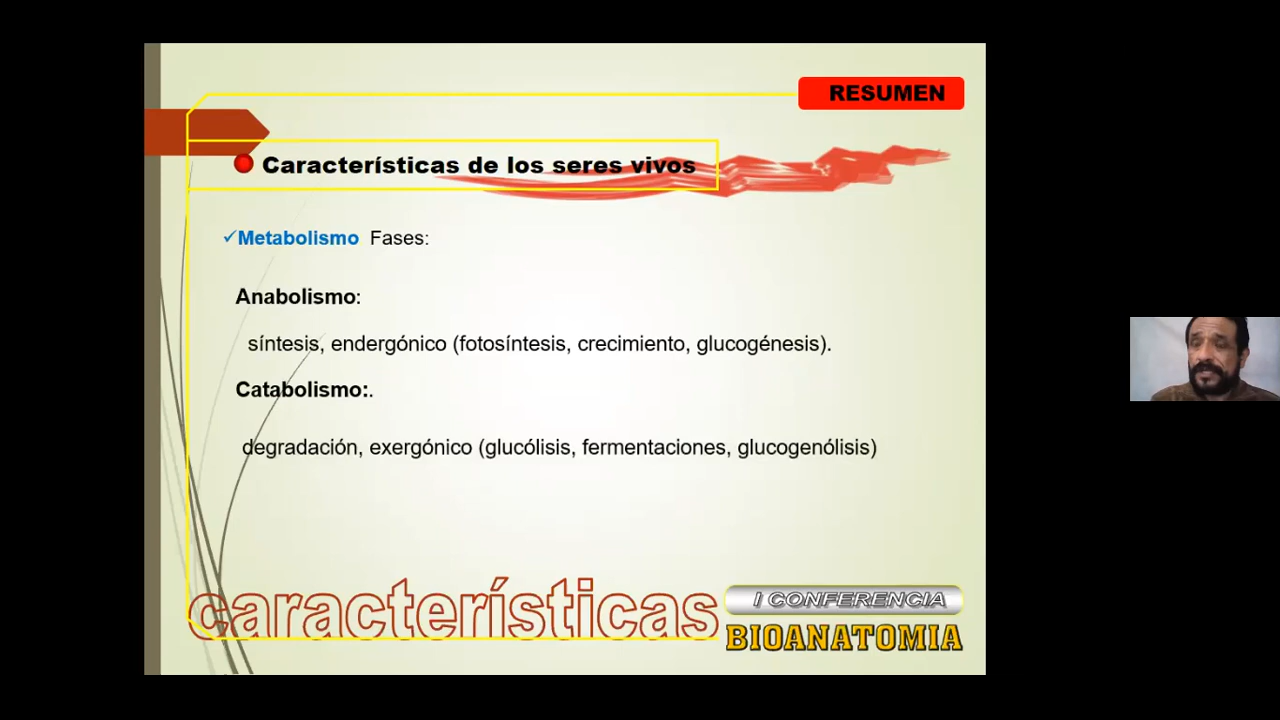 RESUMEN
Características de los seres vivos
✓Metabolismo Fases:
Anabolismo:
síntesis, endergónico (fotosíntesis, crecimiento, glucogénesis).
Catabolismo:.
degradación, exergónico (glucólisis, fermentaciones, glucogenólisis)
características
I CONFERENCIA
BIOANATOMIA